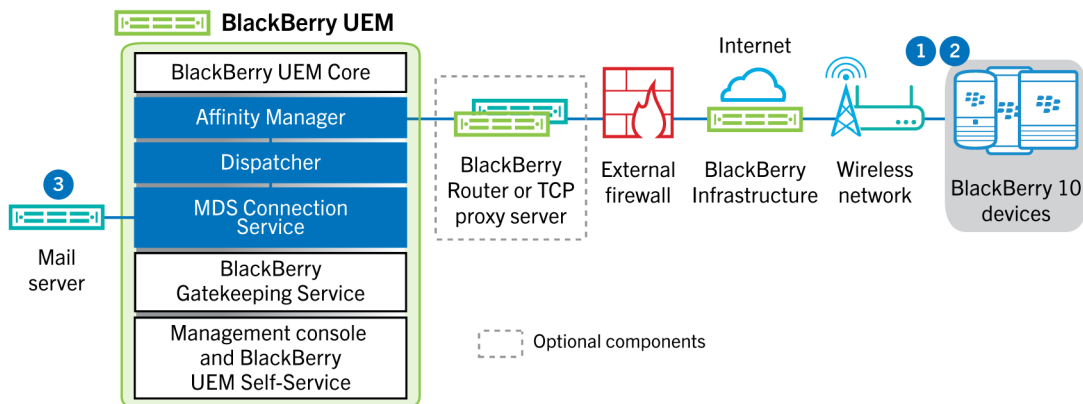 BlackBerry UEM
BlackBerry UEM Core
Affinity Manager
Dispatcher
MDS Connection
Service
BlackBerry
Gatekeeping Service
Management console
and BlackBerry
UEM Self-Service
3
Mail
server
BlackBerry
Router or TCP
proxy server
External
firewall
Internet
BlackBerry
Infrastructure
Wireless
network
1 2
BlackBerry 10
devices
Optional components